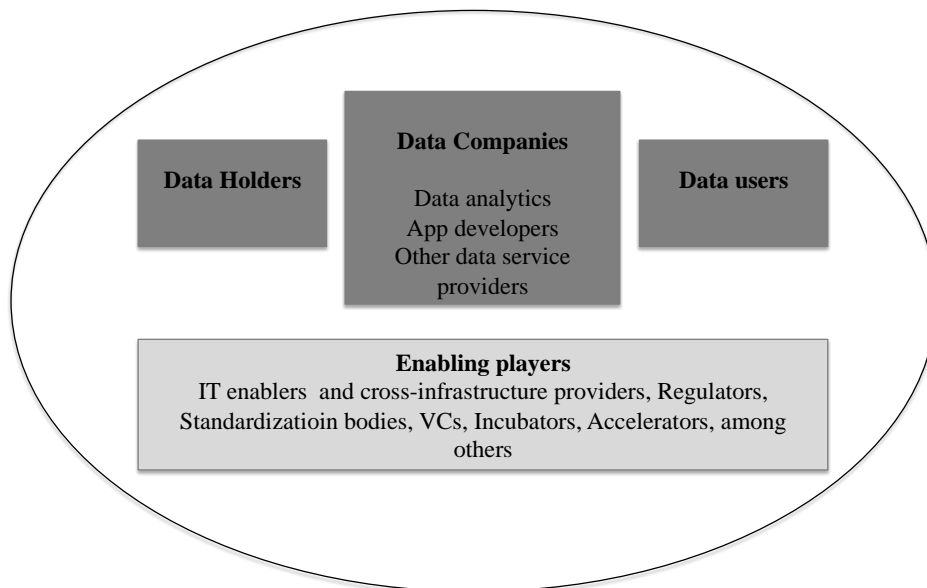 Data Holders
Data Companies
Data analytics
App developers
Other data service
providers
Data users
Enabling players
IT enablers  and cross-infrastructure providers, Regulators,
Standardizatioin bodies, VCs, Incubators, Accelerators, among
others